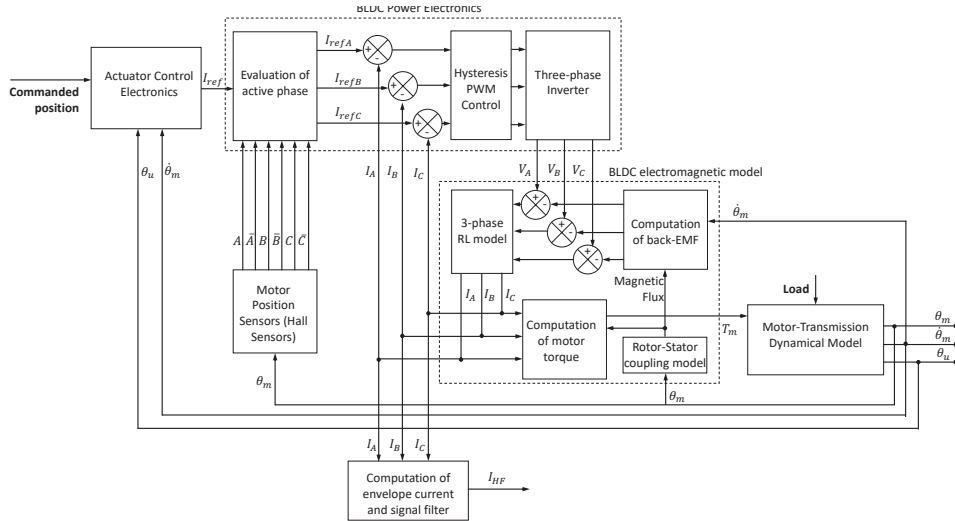 BLDC Power Electronics
Actuator Control
Electronics
I_ref
Commanded
position
Evaluation of
active phase
I_refA
I_refB
I_refC
Hysteresis
PWM
Control
Three-phase
Inverter
θ_u
θ̇_m
I_A
I_B
I_C
V_A
V_B
V_C
BLDC electromagnetic model
A
Ā
B
B̄
C
C̄
3-phase
RL model
Computation
of back-EMF
θ̇_m
Motor
Position
Sensors (Hall
Sensors)
I_A
I_B
I_C
Magnetic
Flux
Load
Computation
of motor
torque
T_m
Motor-Transmission
Dynamical Model
Rotor-Stator
coupling model
θ_m
θ̇_m
θ_u
θ_m
θ_m
I_A
I_B
I_C
Computation of
envelope current
and signal filter
I_HF